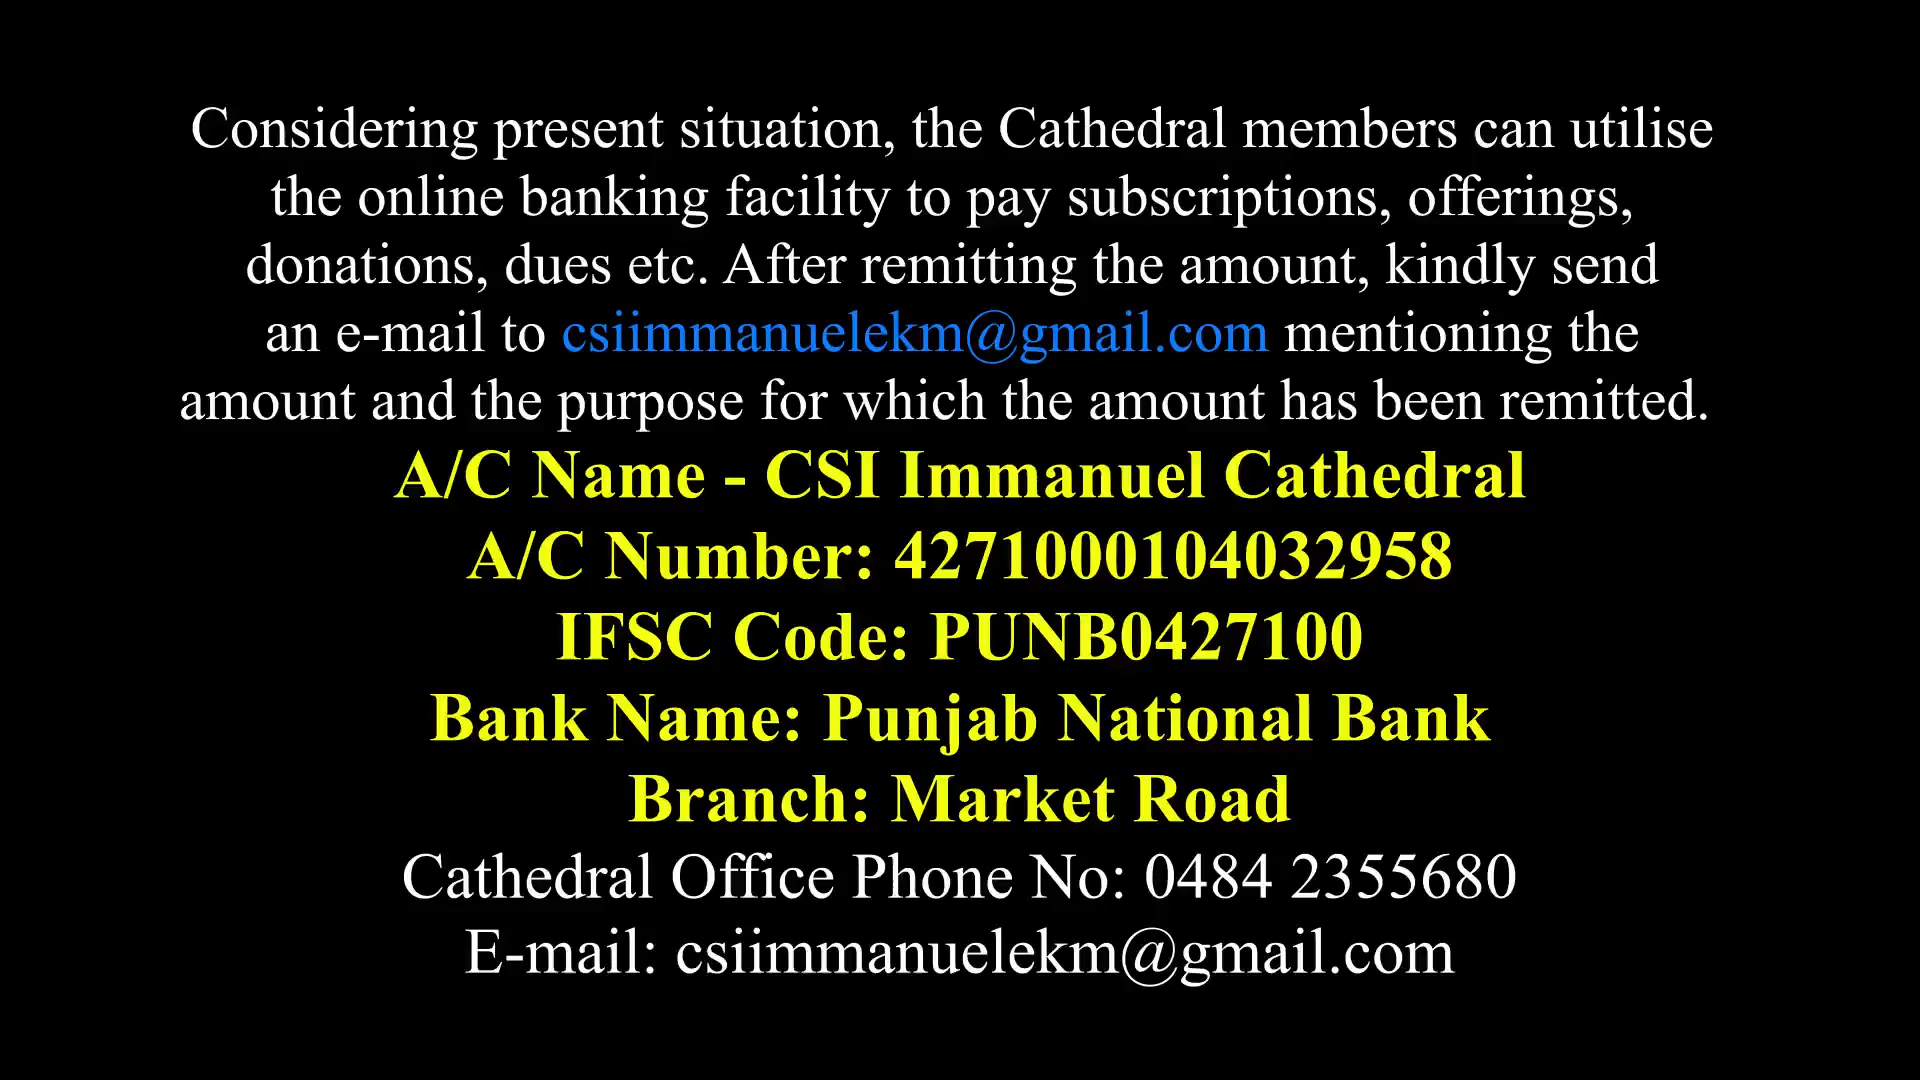 Considering present situation, the Cathedral members can utilise
the online banking facility to pay subscriptions, offerings,
donations, dues etc. After remitting the amount, kindly send
an e-mail to csiimmanuelekm@gmail.com mentioning the
amount and the purpose for which the amount has been remitted.
A/C Name - CSI Immanuel Cathedral
A/C Number: 4271000104032958
IFSC Code: PUNB0427100
Bank Name: Punjab National Bank
Branch: Market Road
Cathedral Office Phone No: 0484 2355680
E-mail: csiimmanuelekm@gmail.com